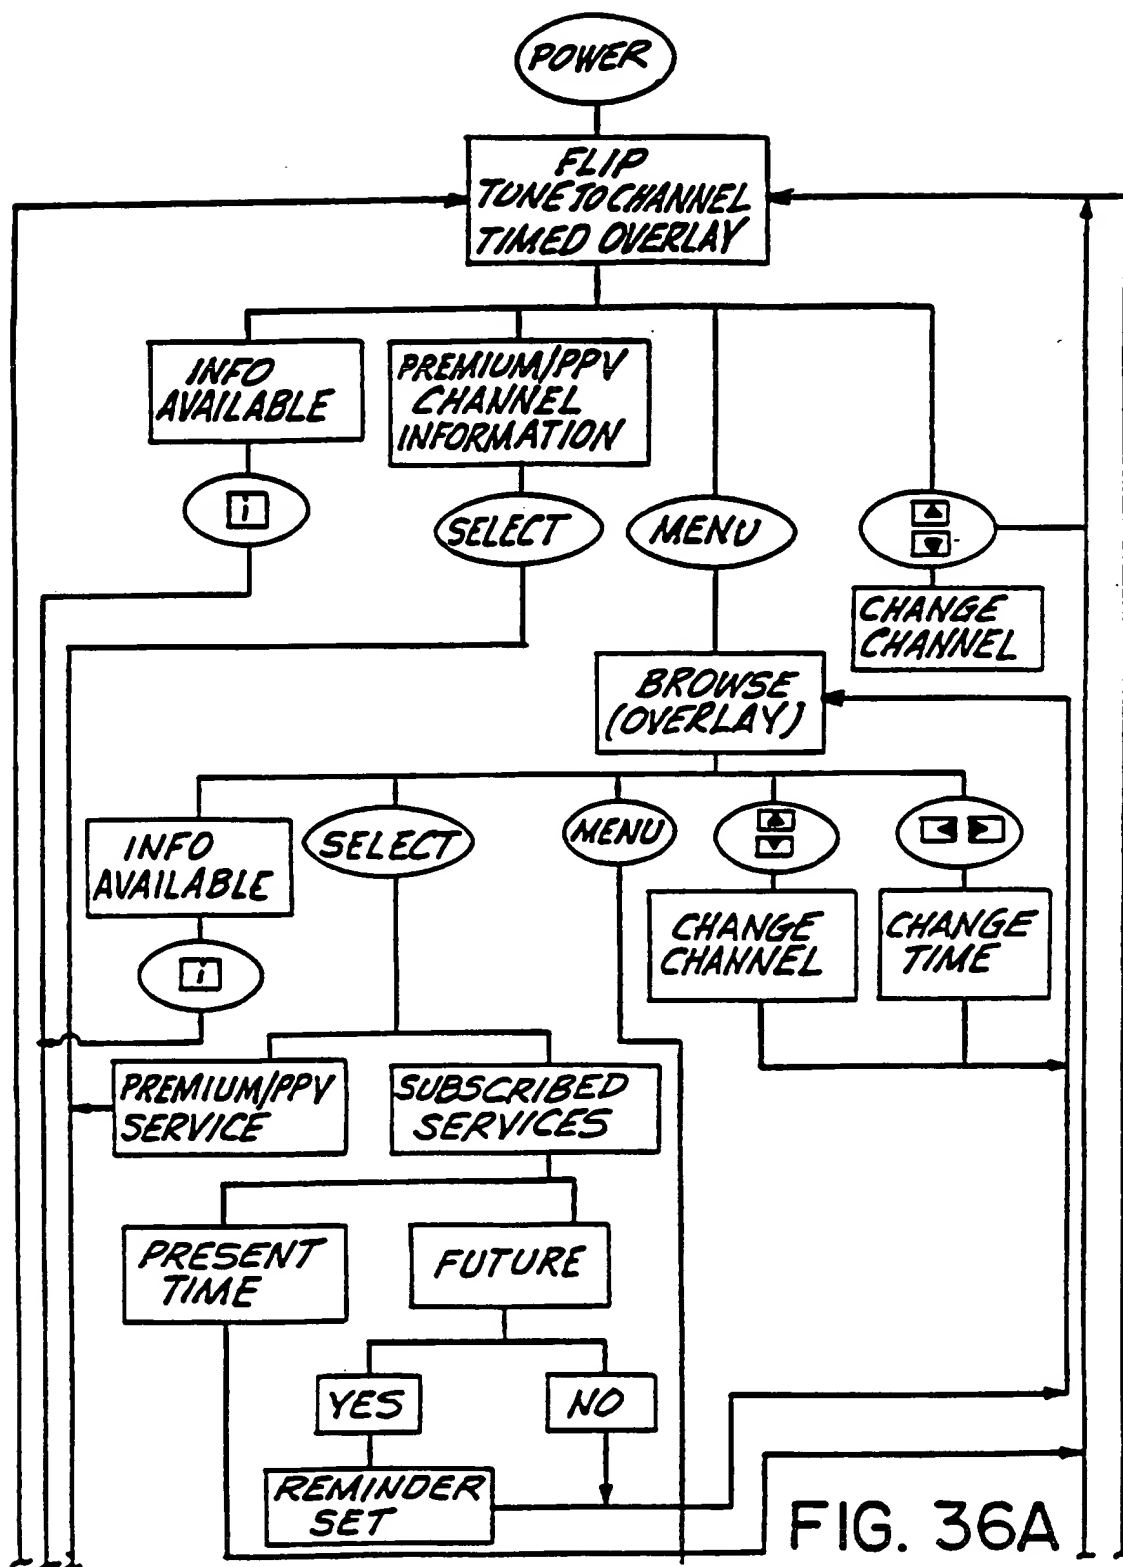 POWER
FLIP
TUNE TO CHANNEL
TIMED OVERLAY
INFO
AVAILABLE
PREMIUM/PPV
CHANNEL
INFORMATION
i
SELECT
MENU
CHANGE
CHANNEL
BROWSE
(OVERLAY)
INFO
AVAILABLE
SELECT
MENU
CHANGE
CHANNEL
CHANGE
TIME
i
PREMIUM/PPV
SERVICE
SUBSCRIBED
SERVICES
PRESENT
TIME
FUTURE
YES
NO
REMINDER
SET
FIG. 36A